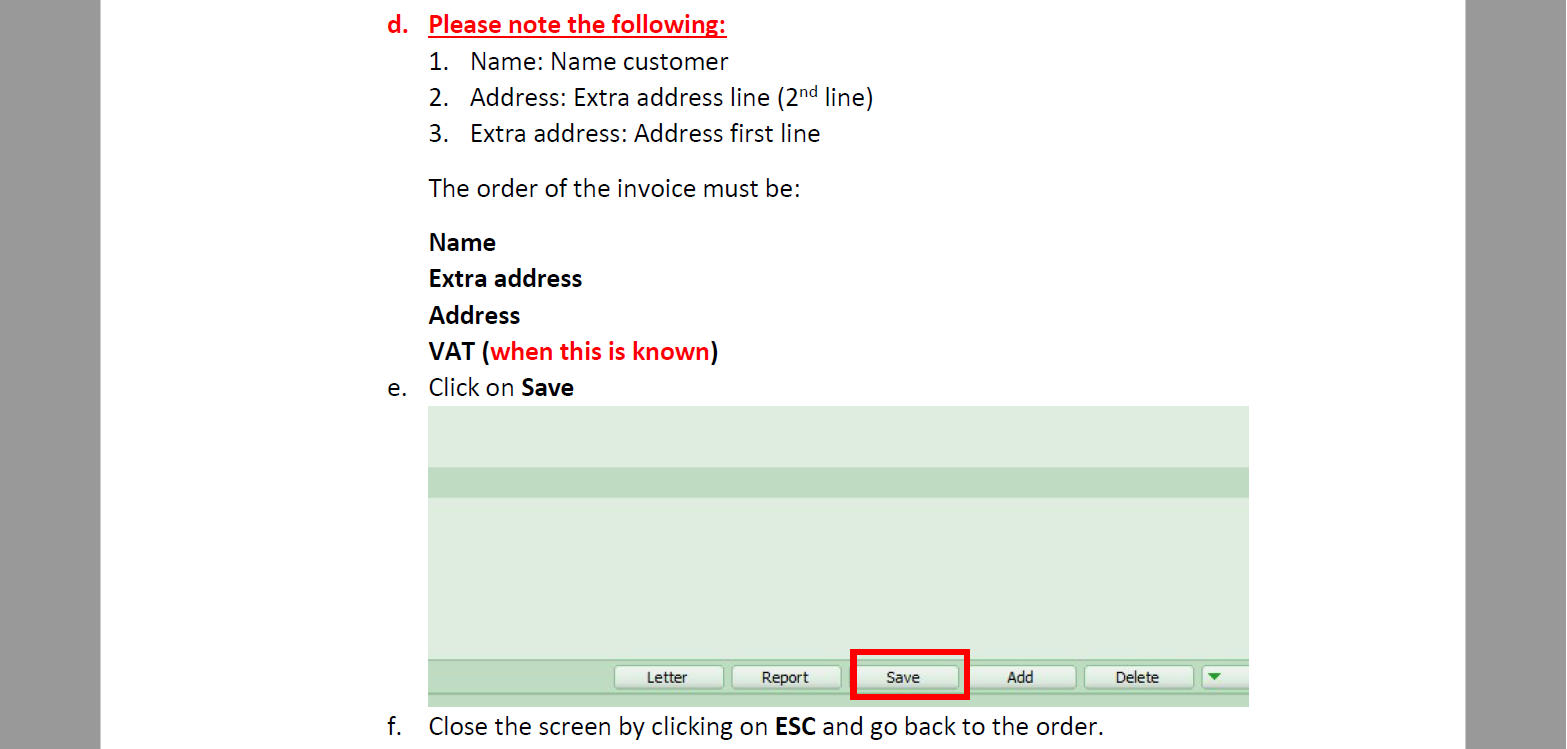 d. Please note the following:
1. Name: Name customer
2. Address: Extra address line (2nd line)
3. Extra address: Address first line
The order of the invoice must be:
Name
Extra address
Address
VAT (when this is known)
e. Click on Save
Letter Report Save Add Delete
f. Close the screen by clicking on ESC and go back to the order.